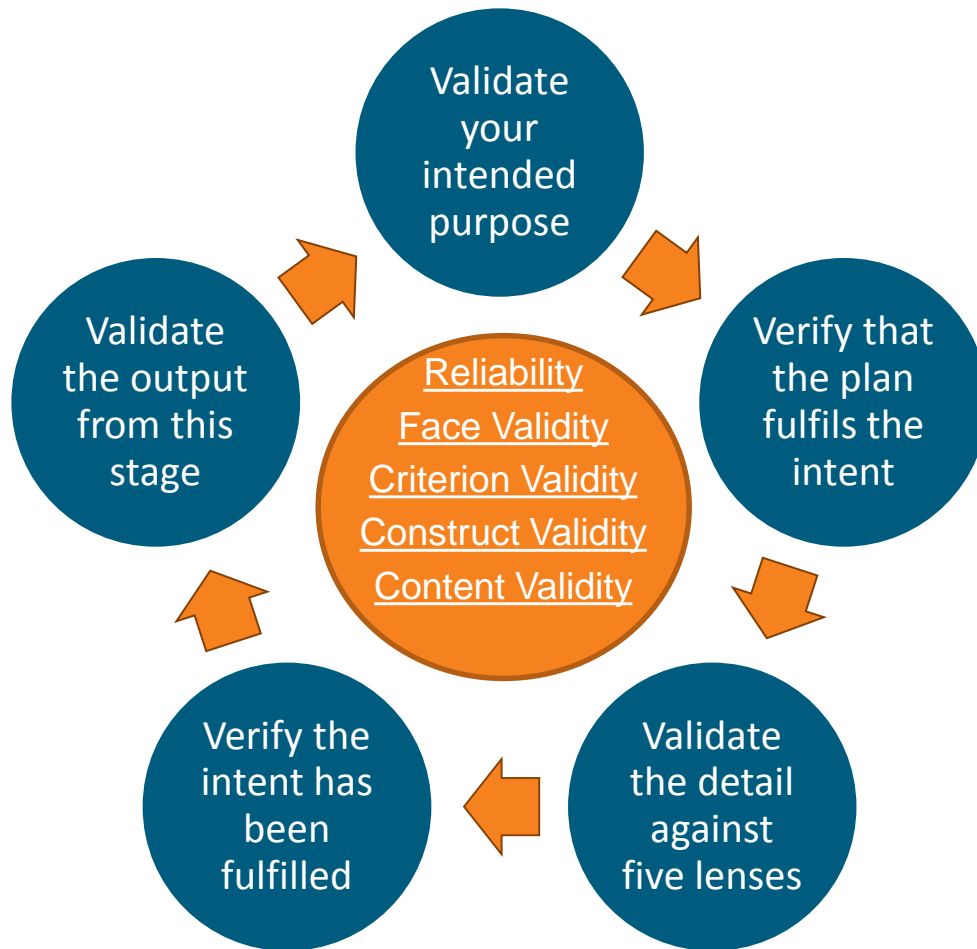 Validate
your
intended
purpose
Verify that
the plan
fulfils the
intent
Validate
the detail
against
five lenses
Verify the
intent has
been
fulfilled
Validate
the output
from this
stage
Reliability
Face Validity
Criterion Validity
Construct Validity
Content Validity